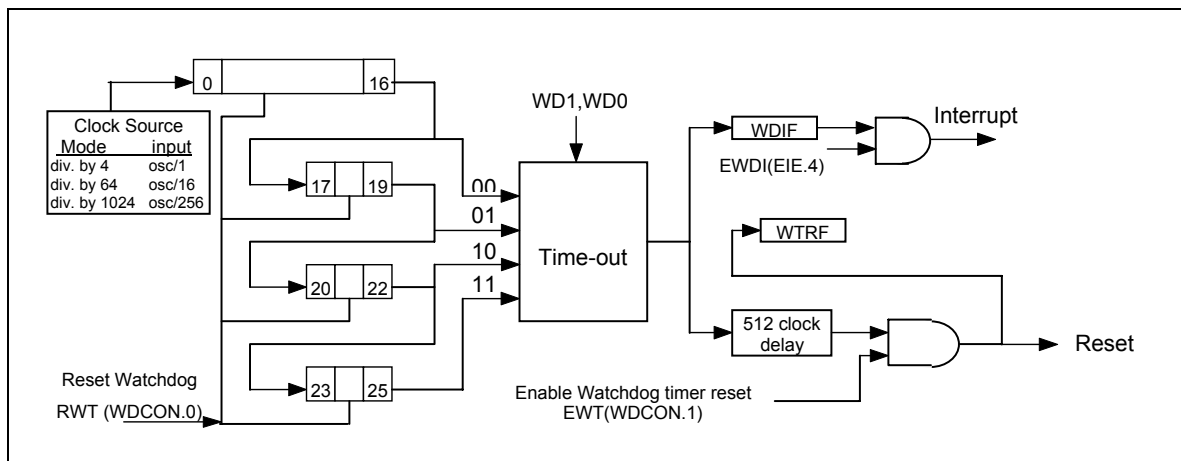 0 16
WD1,WD0
Clock Source
Mode input
div. by 4 osc/1
div. by 64 osc/16
div. by 1024 osc/256
17 19
20 22
23 25
00
01
10
11
Time-out
WDIF
EWDI(EIE.4)
Interrupt
WTRF
512 clock
delay
Reset
Enable Watchdog timer reset
EWT(WDCON.1)
Reset Watchdog
RWT (WDCON.0)